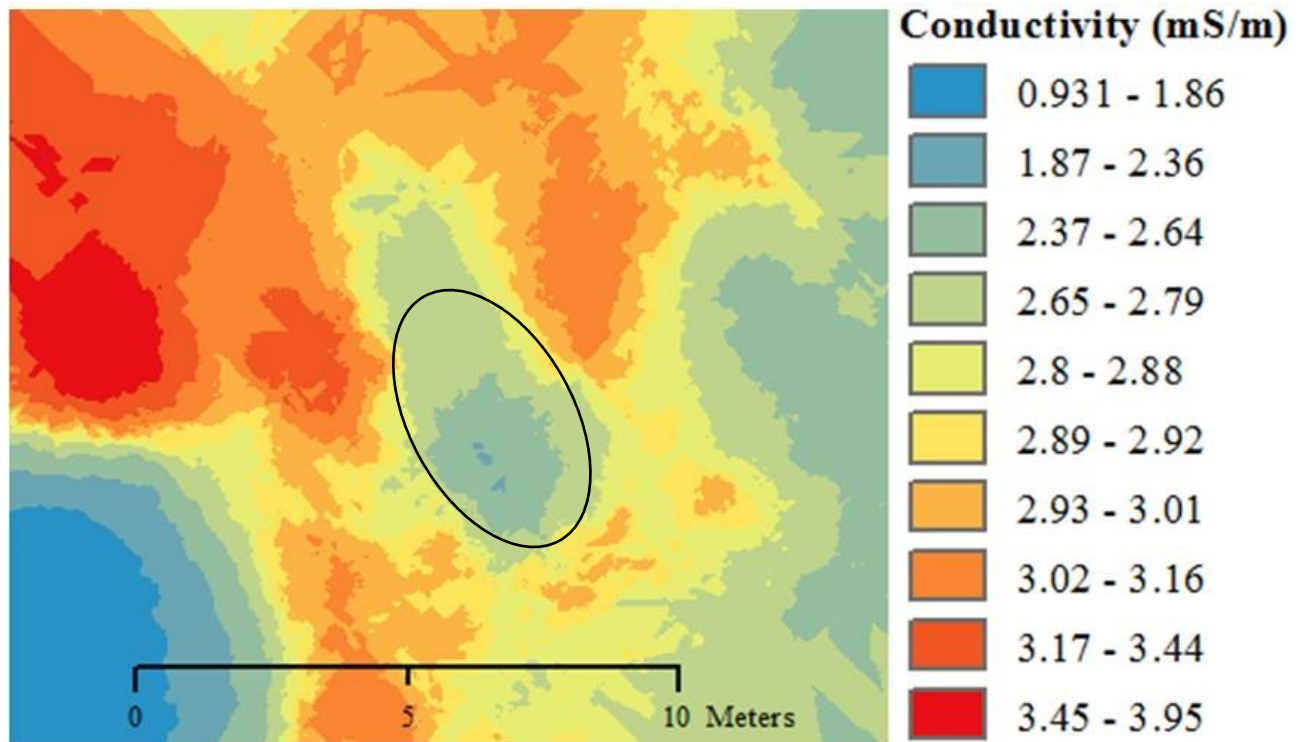 Conductivity (mS/m)
0.931 - 1.86
1.87 - 2.36
2.37 - 2.64
2.65 - 2.79
2.8 - 2.88
2.89 - 2.92
2.93 - 3.01
3.02 - 3.16
3.17 - 3.44
3.45 - 3.95
0 5 10 Meters